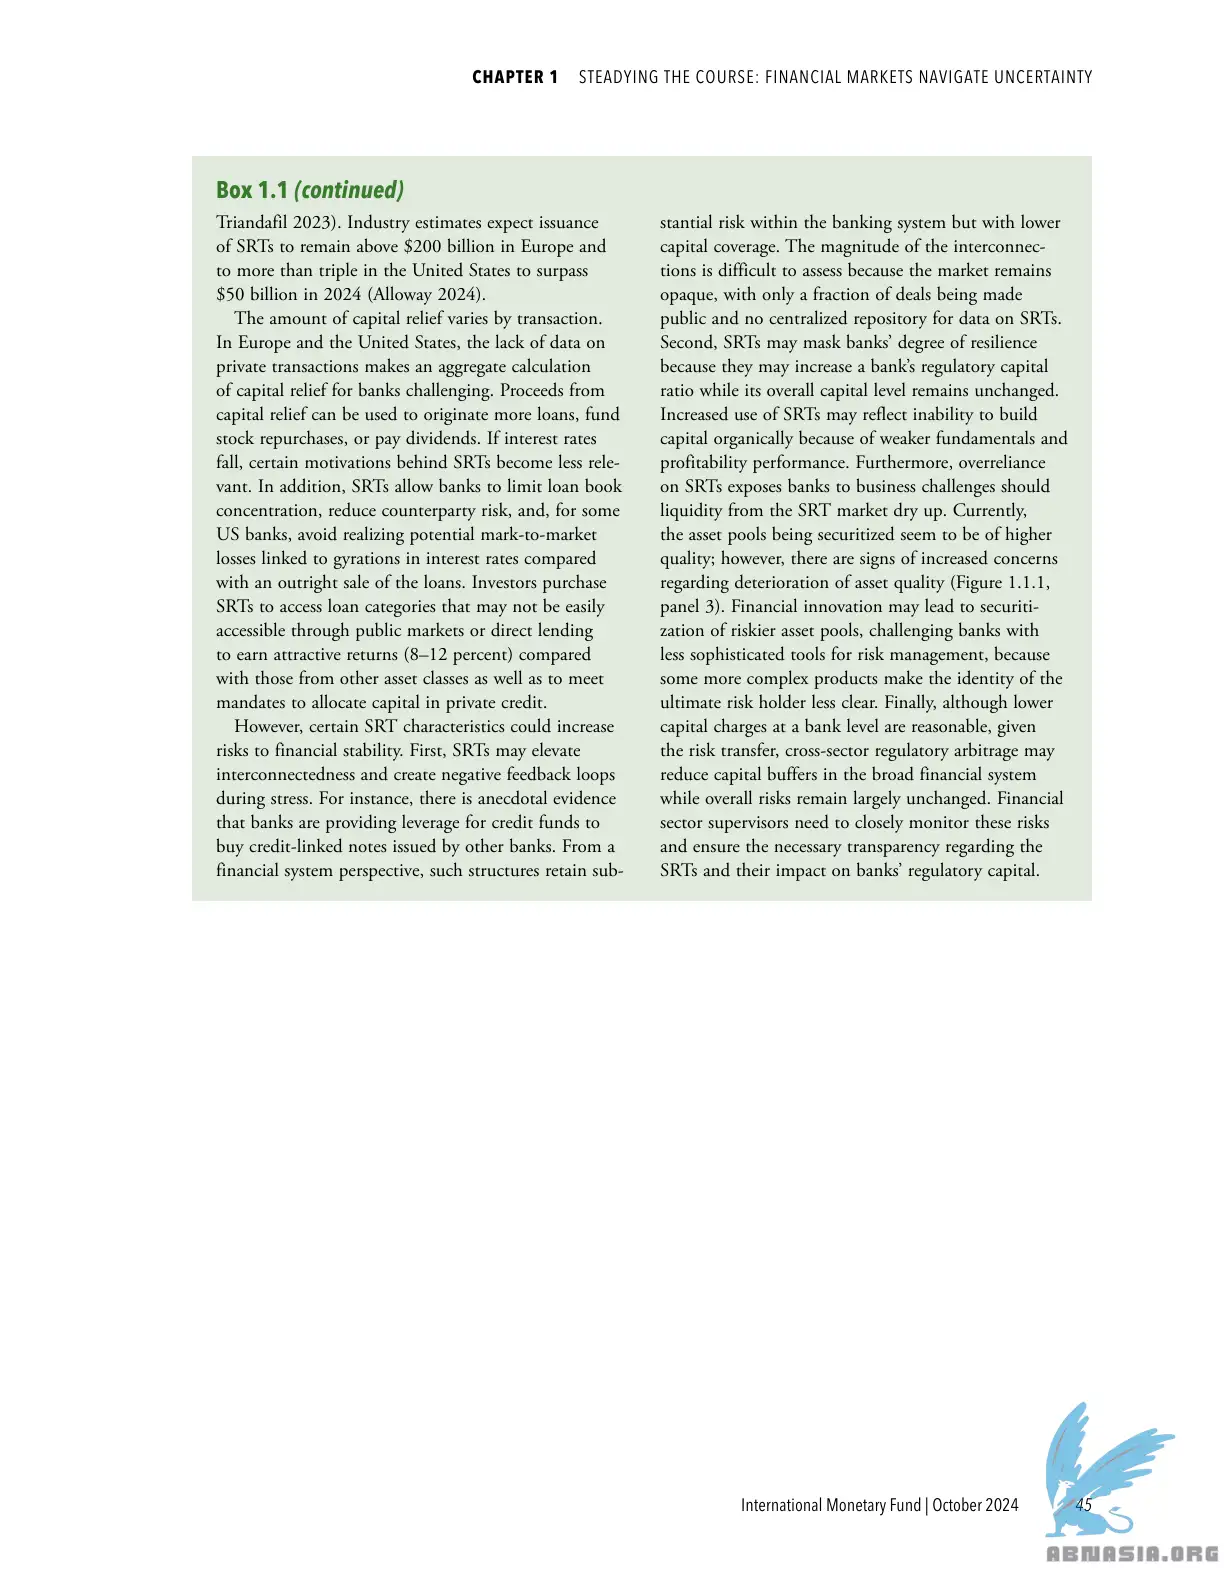 CHAPTER 1 STEADYING THE COURSE: FINANCIAL MARKETS NAVIGATE UNCERTAINTY
Box 1.1 (continued)
Triandafil 2023). Industry estimates expect issuance
of SRTs to remain above $200 billion in Europe and
to more than triple in the United States to surpass
$50 billion in 2024 (Alloway 2024).
The amount of capital relief varies by transaction.
In Europe and the United States, the lack of data on
private transactions makes an aggregate calculation
of capital relief for banks challenging. Proceeds from
capital relief can be used to originate more loans, fund
stock repurchases, or pay dividends. If interest rates
fall, certain motivations behind SRTs become less rele-
vant. In addition, SRTs allow banks to limit loan book
concentration, reduce counterparty risk, and, for some
US banks, avoid realizing potential mark-to-market
losses linked to gyrations in interest rates compared
with an outright sale of the loans. Investors purchase
SRTs to access loan categories that may not be easily
accessible through public markets or direct lending
to earn attractive returns (8–12 percent) compared
with those from other asset classes as well as to meet
mandates to allocate capital in private credit.
However, certain SRT characteristics could increase
risks to financial stability. First, SRTs may elevate
interconnectedness and create negative feedback loops
during stress. For instance, there is anecdotal evidence
that banks are providing leverage for credit funds to
buy credit-linked notes issued by other banks. From a
financial system perspective, such structures retain sub-
stantial risk within the banking system but with lower
capital coverage. The magnitude of the interconnec-
tions is difficult to assess because the market remains
opaque, with only a fraction of deals being made
public and no centralized repository for data on SRTs.
Second, SRTs may mask banks’ degree of resilience
because they may increase a bank’s regulatory capital
ratio while its overall capital level remains unchanged.
Increased use of SRTs may reflect inability to build
capital organically because of weaker fundamentals and
profitability performance. Furthermore, overreliance
on SRTs exposes banks to business challenges should
liquidity from the SRT market dry up. Currently,
the asset pools being securitized seem to be of higher
quality; however, there are signs of increased concerns
regarding deterioration of asset quality (Figure 1.1.1,
panel 3). Financial innovation may lead to securiti-
zation of riskier asset pools, challenging banks with
less sophisticated tools for risk management, because
some more complex products make the identity of the
ultimate risk holder less clear. Finally, although lower
capital charges at a bank level are reasonable, given
the risk transfer, cross-sector regulatory arbitrage may
reduce capital buffers in the broad financial system
while overall risks remain largely unchanged. Financial
sector supervisors need to closely monitor these risks
and ensure the necessary transparency regarding the
SRTs and their impact on banks’ regulatory capital.
International Monetary Fund | October 2024 45
ABNASIA.ORG